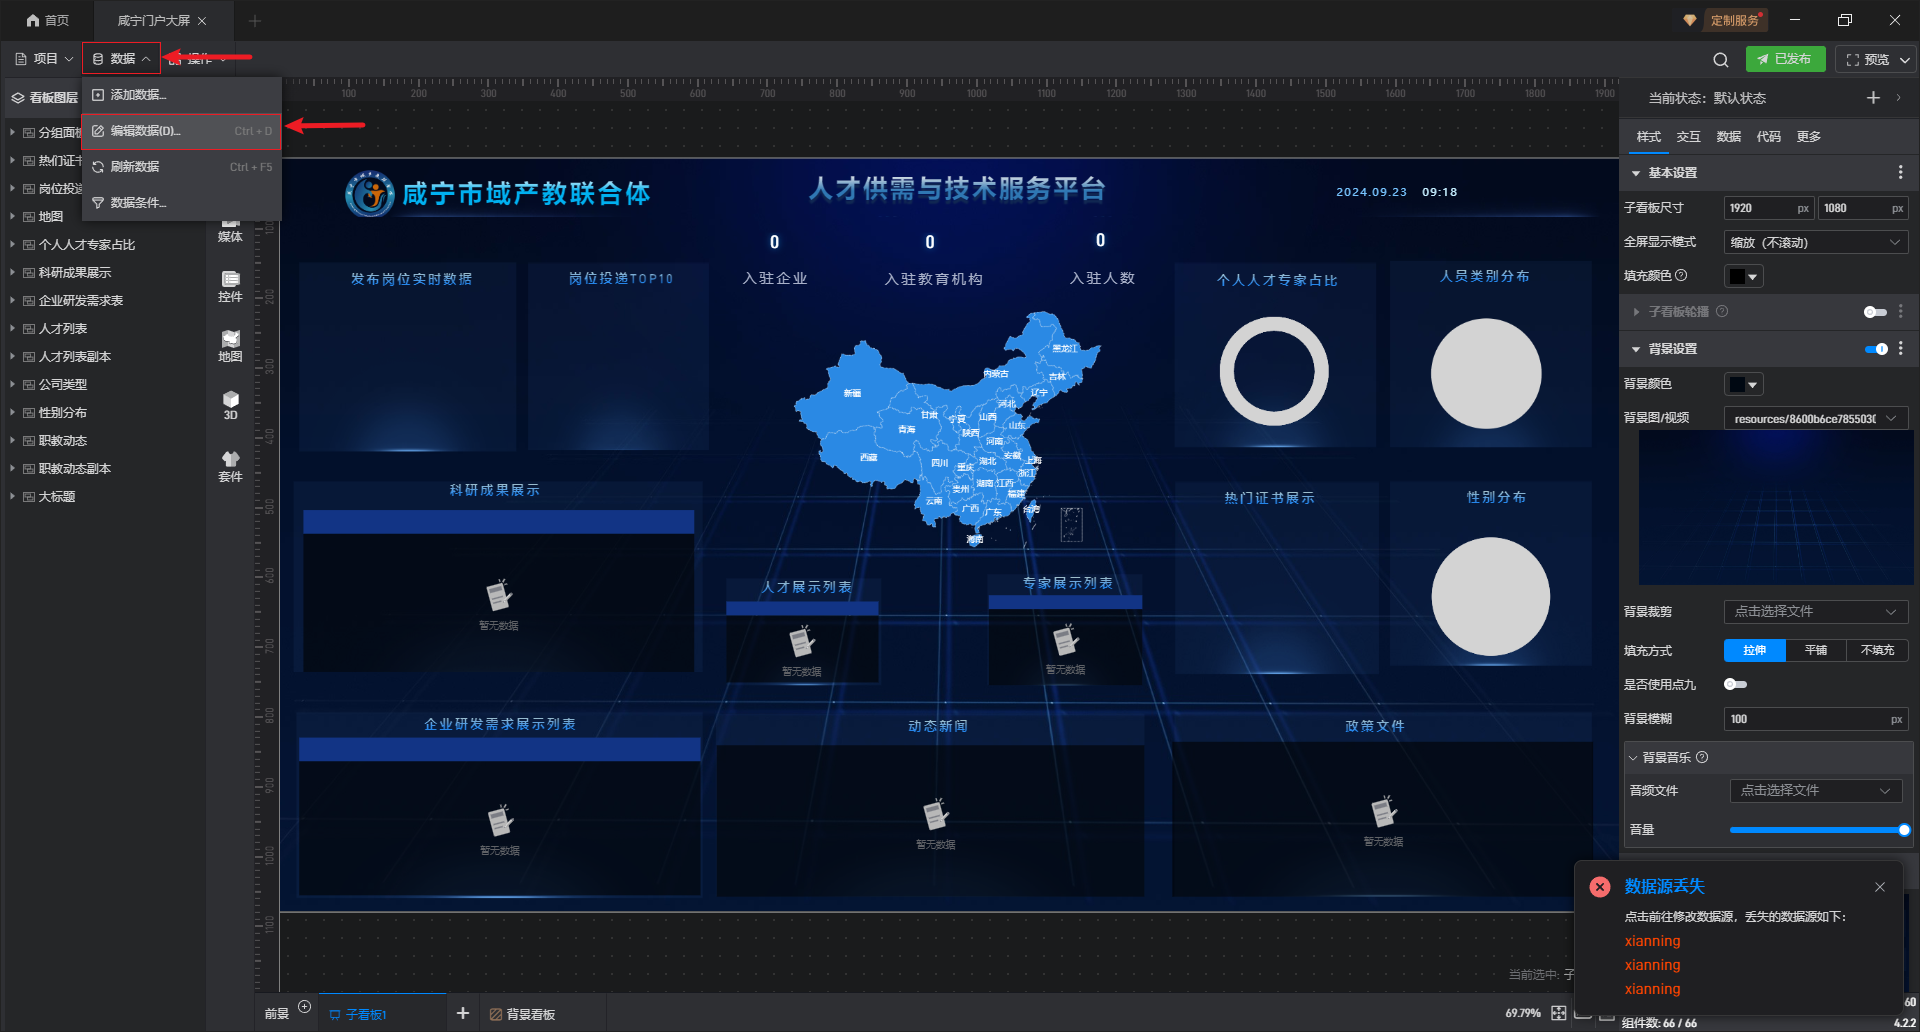 首页
咸宁门户大屏
定制服务
项目
数据
操作
已发布
预览
添加数据...
编辑数据(D)... Ctrl + D
刷新数据 Ctrl + F5
数据条件...
看板图层
分组面板
热们证书
岗位投递
地图
个人人才专家占比
科研成果展示
企业研发需求表
人才列表
人才列表副本
公司类型
性别分布
职教动态
职教动态副本
大标题
媒体
控件
地图
3D
套件
100 200 300 400 500 600 700 800 900 1000 1100 1200 1300 1400 1500 1600 1700 1800 1900
100
200
300
400
500
600
700
800
900
1000
1100
咸宁市域产教联合体
人才供需与技术服务平台
2024.09.23 09:18
0
入驻企业
0
入驻教育机构
0
入驻人数
发布岗位实时数据
岗位投递TOP10
个人人才专家占比
人员类别分布
黑龙江
内蒙古
吉林
新疆
辽宁
河北
甘肃
宁夏
山西
山东
青海
陕西
河南
西藏
四川
重庆
湖北
安徽
上海
浙江
湖南
江西
贵州
福建
云南
广西
广东
台湾
海南
科研成果展示
暂无数据
人才展示列表
暂无数据
专家展示列表
暂无数据
热门证书展示
性别分布
企业研发需求展示列表
暂无数据
动态新闻
暂无数据
政策文件
暂无数据
当前选中: 子
前景
子看板1
背景看板
69.79%
组件数: 66 / 66
60
4.2.2
当前状态: 默认状态
样式
交互
数据
代码
更多
基本设置
子看板尺寸 1920 px 1080 px
全屏显示模式 缩放 (不滚动)
填充颜色
子看板轮播
背景设置
背景颜色
背景图/视频 resources/8600b6ce785503(
背景裁剪 点击选择文件
填充方式 拉伸 平铺 不填充
是否使用点九
背景模糊 100 px
背景音乐
音频文件 点击选择文件
音量
数据源丢失
点击前往修改数据源，丢失的数据源如下：
xianning
xianning
xianning